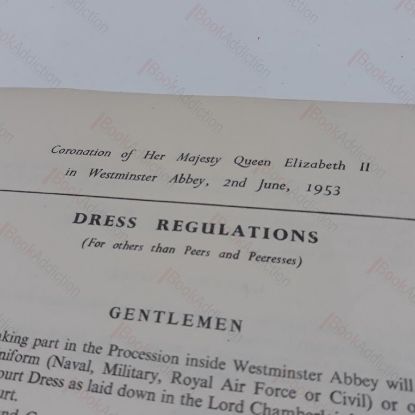 Coronation of Her Majesty Queen Elizabeth II
in Westminster Abbey, 2nd June, 1953
DRESS REGULATIONS
(For others than Peers and Peeresses)
GENTLEMEN
aking part in the Procession inside Westminster Abbey will
niform (Naval, Military, Royal Air Force or Civil) or
ourt Dress as laid down in the Lord
urt.
BookAddiction